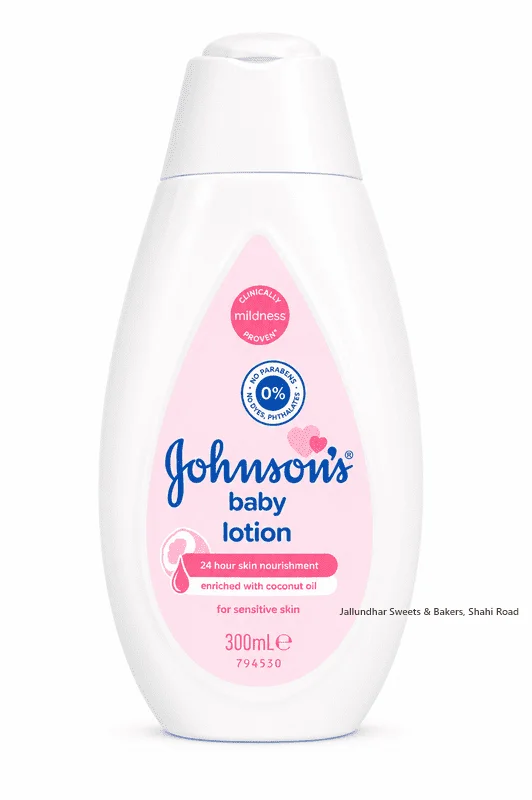 CLINICALLY
mildness
PROVEN*
NO PARABENS
0%
NO DYES, PHTHALATES
Johnson's®
baby
lotion
24 hour skin nourishment
enriched with coconut oil
for sensitive skin
Jallundhar Sweets & Bakers, Shahi Road
300mL℮
794530